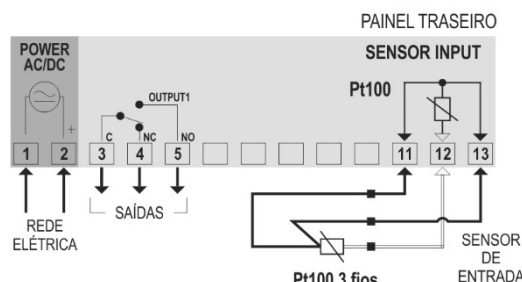 PAINEL TRASEIRO
POWER
AC/DC
SENSOR INPUT
Pt100
OUTPUT1
+
C
NC
NO
1
2
3
4
5
11
12
13
REDE
ELÉTRICA
SAÍDAS
SENSOR
DE
ENTRADA
Pt100 3 fios